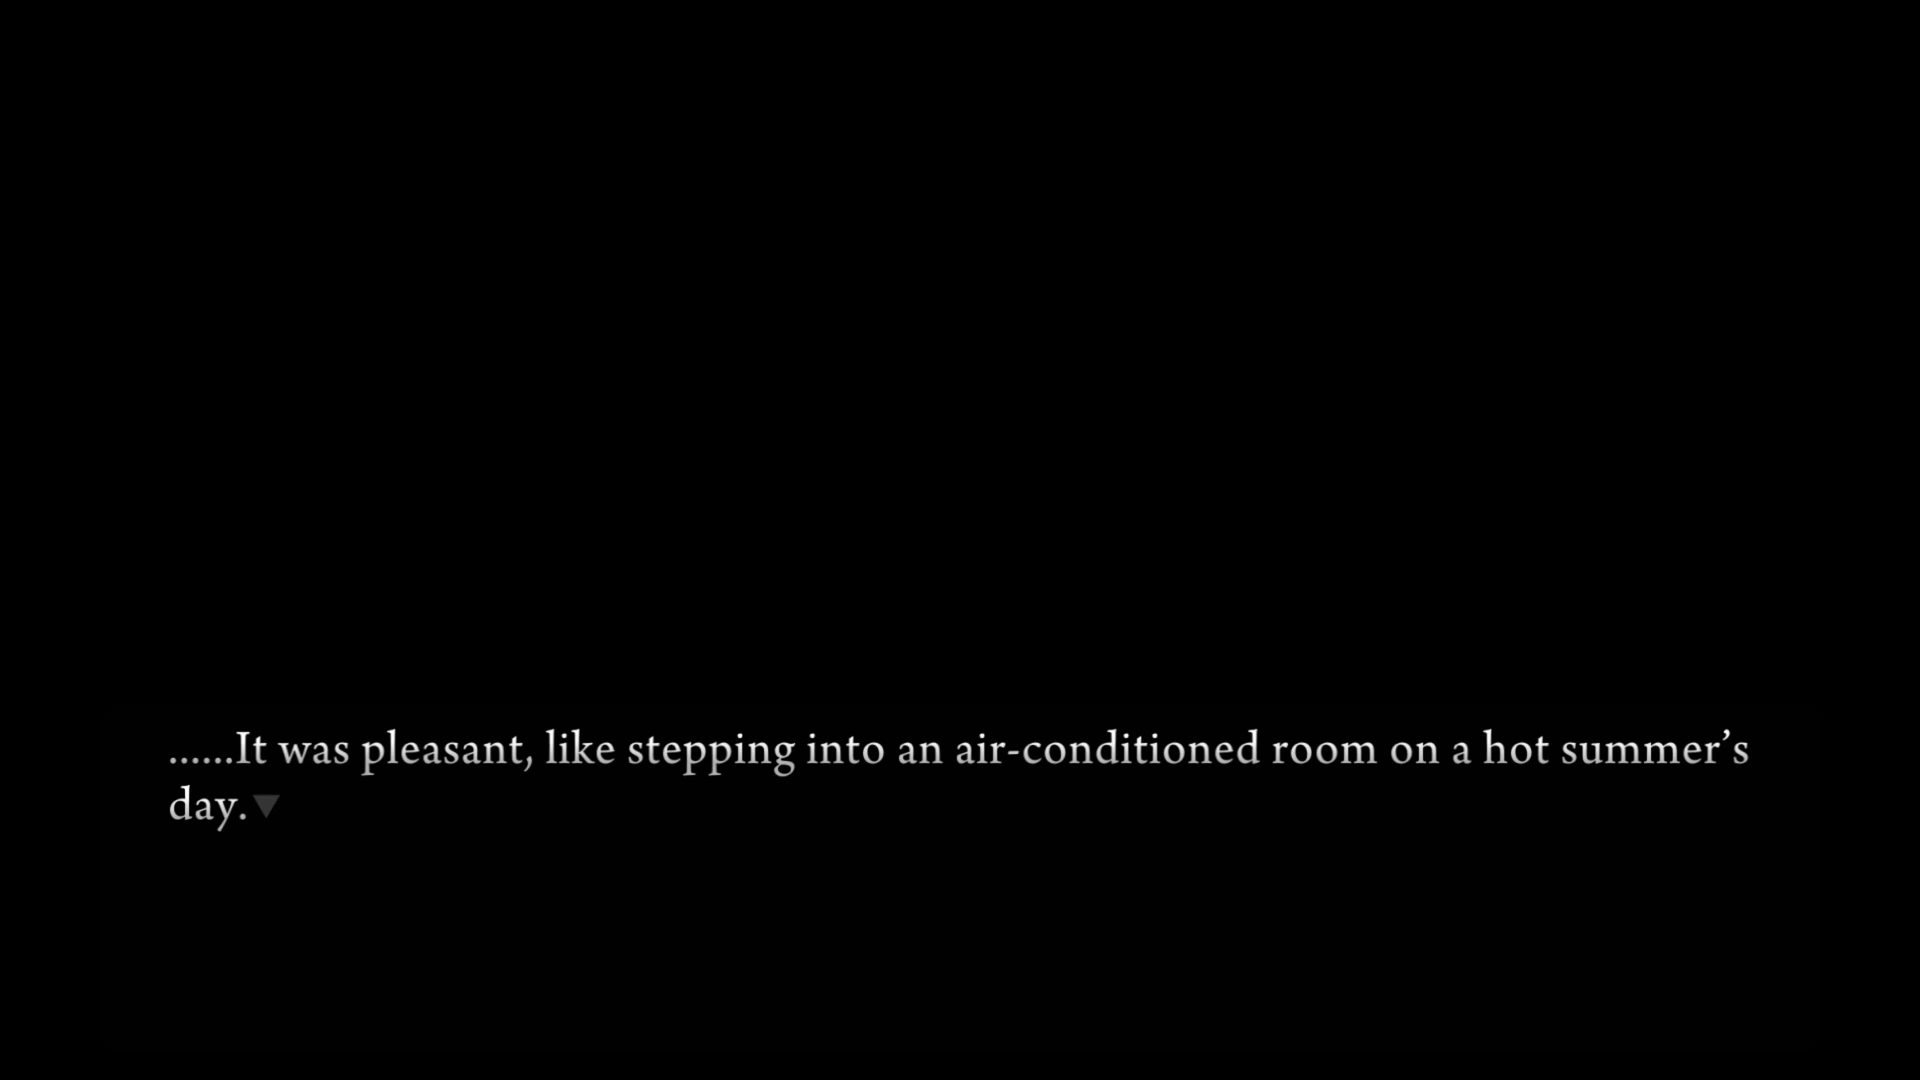 ......It was pleasant, like stepping into an air-conditioned room on a hot summer’s
day.